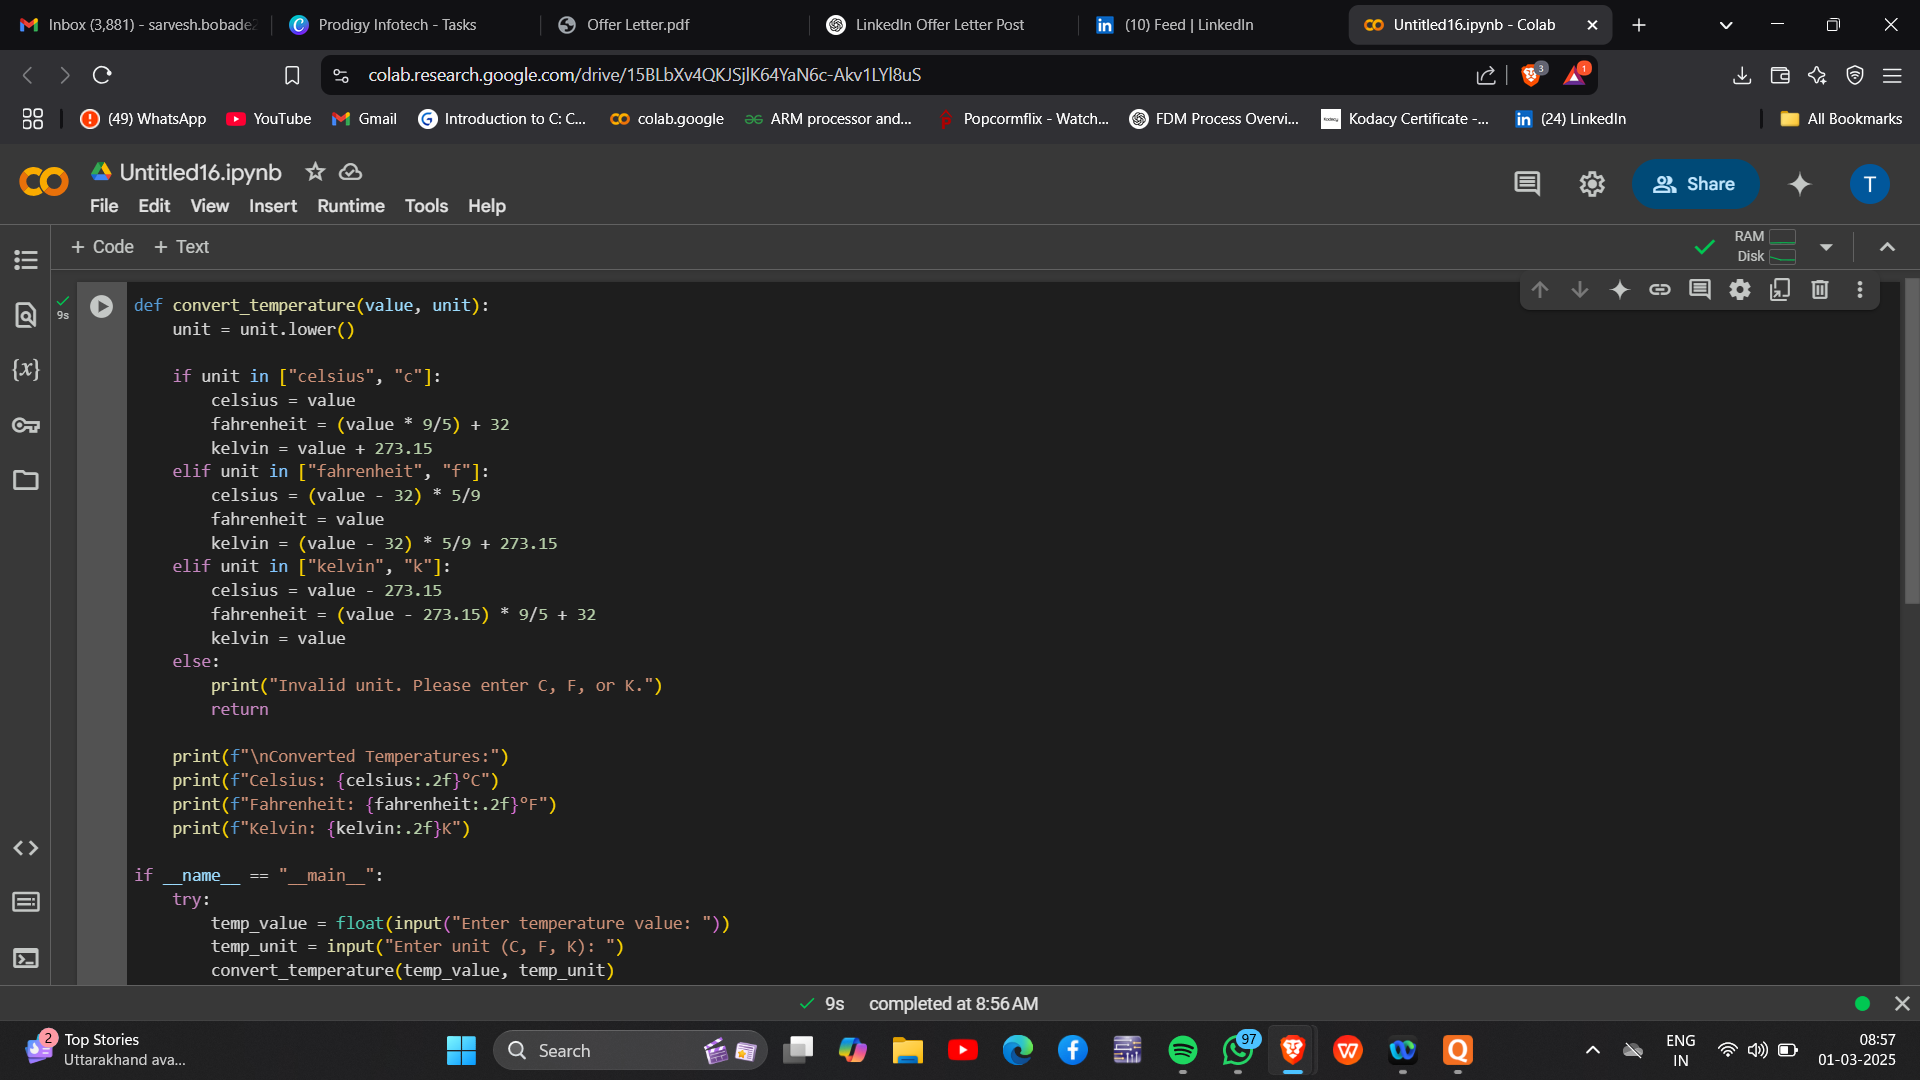 Inbox (3,881) - sarvesh.bobade2
Prodigy Infotech - Tasks
Offer Letter.pdf
LinkedIn Offer Letter Post
(10) Feed | LinkedIn
Untitled16.ipynb - Colab
colab.research.google.com/drive/15BLbXv4QKJSjlK64YaN6c-Akv1LYl8uS
3
1
(49) WhatsApp
YouTube
Gmail
Introduction to C: C...
colab.google
ARM processor and...
Popcornflix - Watch...
FDM Process Overvi...
Kodacy Certificate -...
(24) LinkedIn
All Bookmarks
Untitled16.ipynb
File Edit View Insert Runtime Tools Help
Share
T
+ Code + Text
RAM
Disk
9s
def convert_temperature(value, unit):
    unit = unit.lower()
    if unit in ["celsius", "c"]:
        celsius = value
        fahrenheit = (value * 9/5) + 32
        kelvin = value + 273.15
    elif unit in ["fahrenheit", "f"]:
        celsius = (value - 32) * 5/9
        fahrenheit = value
        kelvin = (value - 32) * 5/9 + 273.15
    elif unit in ["kelvin", "k"]:
        celsius = value - 273.15
        fahrenheit = (value - 273.15) * 9/5 + 32
        kelvin = value
    else:
        print("Invalid unit. Please enter C, F, or K.")
        return
    print(f"\nConverted Temperatures:")
    print(f"Celsius: {celsius:.2f}°C")
    print(f"Fahrenheit: {fahrenheit:.2f}°F")
    print(f"Kelvin: {kelvin:.2f}K")
if __name__ == "__main__":
    try:
        temp_value = float(input("Enter temperature value: "))
        temp_unit = input("Enter unit (C, F, K): ")
        convert_temperature(temp_value, temp_unit)
{x}
9s completed at 8:56 AM
2
Top Stories
Uttarakhand ava...
Search
97
ENG
IN
08:57
01-03-2025